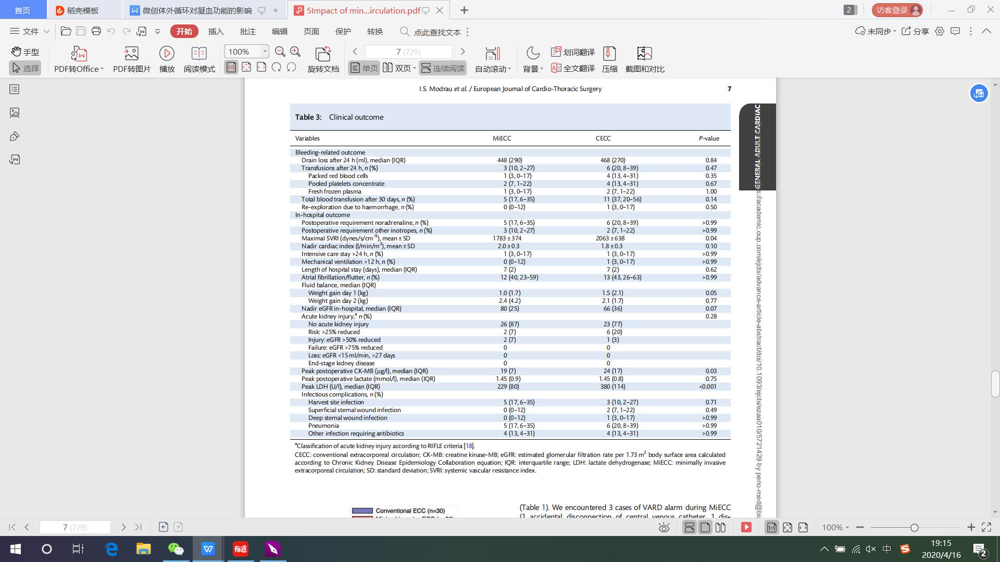 首页
稻壳模板
微创体外循环对凝血功能的影响
5Impact of min...irculation.pdf
2
访客登录
文件
开始
插入
批注
编辑
页面
保护
转换
点此查找文本
未同步
分享
手型
选择
PDF转Office
PDF转图片
播放
阅读模式
100%
旋转文档
7 (7/9)
单页
双页
连续阅读
自动滚动
背景
划词翻译
全文翻译
压缩
截图和对比
I.S. Modrau et al. / European Journal of Cardio-Thoracic Surgery 7
Table 3: Clinical outcome
Variables MiECC CECC P-value
Bleeding-related outcome
Drain loss after 24 h (ml), median (IQR) 448 (290) 468 (270) 0.84
Transfusions after 24 h, n (%) 3 (10, 2–27) 6 (20, 8–39) 0.47
Packed red blood cells 1 (3, 0–17) 4 (13, 4–31) 0.35
Pooled platelets concentrate 2 (7, 1–22) 4 (13, 4–31) 0.67
Fresh frozen plasma 1 (3, 0–17) 2 (7, 1–22) 1.00
Total blood transfusion after 30 days, n (%) 5 (17, 6–35) 11 (37, 20–56) 0.14
Re-exploration due to haemorrhage, n (%) 0 (0–12) 1 (3, 0–17) 0.50
In-hospital outcome
Postoperative requirement noradrenaline, n (%) 5 (17, 6–35) 6 (20, 8–39) >0.99
Postoperative requirement other inotropes, n (%) 3 (10, 2–27) 2 (7, 1–22) >0.99
Maximal SVRI (dynes/s/cm-5), mean ± SD 1783 ± 374 2063 ± 638 0.04
Nadir cardiac index (l/min/m2), mean ± SD 2.0 ± 0.3 1.8 ± 0.3 0.10
Intensive care stay >24 h, n (%) 1 (3, 0–17) 1 (3, 0–17) >0.99
Mechanical ventilation >12 h, n (%) 0 (0–12) 1 (3, 0–17) >0.99
Length of hospital stay (days), median (IQR) 7 (2) 7 (2) 0.62
Atrial fibrillation/flutter, n (%) 12 (40, 23–59) 13 (43, 26–63) >0.99
Fluid balance, median (IQR)
Weight gain day 1 (kg) 1.0 (1.7) 1.5 (2.1) 0.05
Weight gain day 2 (kg) 2.4 (4.2) 2.1 (1.7) 0.77
Nadir eGFR in-hospital, median (IQR) 80 (25) 66 (36) 0.07
Acute kidney injury,a n (%) 0.28
No acute kidney injury 26 (87) 23 (77)
Risk: >25% reduced 2 (7) 6 (20)
Injury: eGFR >50% reduced 2 (7) 1 (3)
Failure: eGFR >75% reduced 0 0
Loss: eGFR <15 ml/min, >27 days 0 0
End-stage kidney disease 0 0
Peak postoperative CK-MB (μg/l), median (IQR) 19 (7) 24 (17) 0.03
Peak postoperative lactate (mmol/l), median (IQR) 1.45 (0.9) 1.45 (0.8) 0.75
Peak LDH (U/l), median (IQR) 229 (80) 380 (114) <0.001
Infectious complications, n (%)
Harvest site infection 5 (17, 6–35) 3 (10, 2–27) 0.71
Superficial sternal wound infection 0 (0–12) 2 (7, 1–22) 0.49
Deep sternal wound infection 0 (0–12) 1 (3, 0–17) >0.99
Pneumonia 5 (17, 6–35) 6 (20, 8–39) >0.99
Other infection requiring antibiotics 4 (13, 4–31) 4 (13, 4–31) >0.99
aClassification of acute kidney injury according to RIFLE criteria [18].
CECC: conventional extracorporeal circulation; CK-MB: creatine kinase-MB; eGFR: estimated glomerular filtration rate per 1.73 m2 body surface area calculated
according to Chronic Kidney Disease Epidemiology Collaboration equation; IQR: interquartile range; LDH: lactate dehydrogenase; MiECC: minimally invasive
extracorporeal circulation; SD: standard deviation; SVRI: systemic vascular resistance index.
GENERAL ADULT CARDIAC
s://academic.oup.com/ejcts/advance-article-abstract/doi/10.1093/ejcts/ezaa010/5721429 by perio-med@bi
Conventional ECC (n=30)
(Table 1). We encountered 3 cases of VARD alarm during MiECC
(1 accidental disconnection of central venous catheter, 1 dis-
7 (7/9)
100%
有道
中
19:15
2020/4/16
2